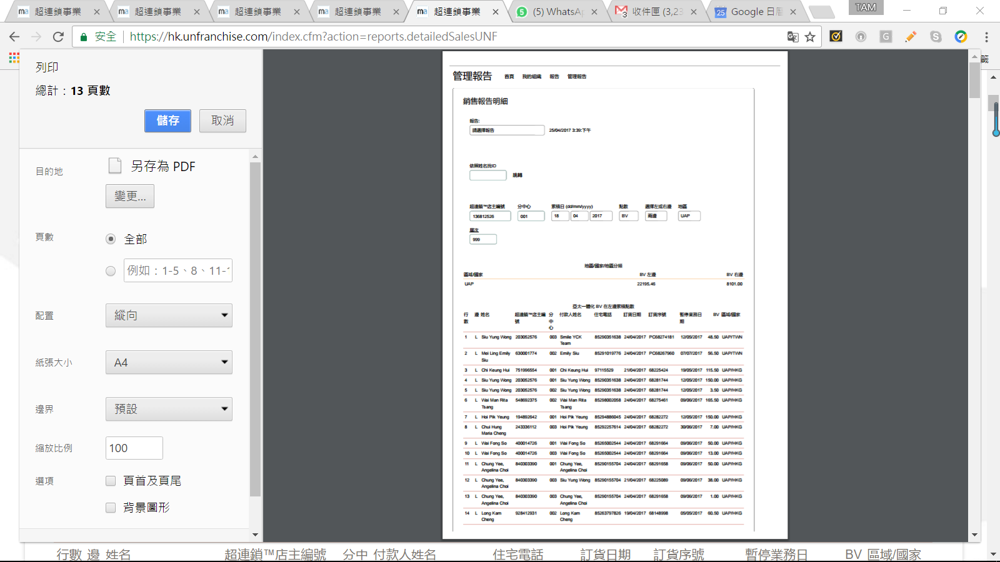 超連鎖事業
超連鎖事業
超連鎖事業
超連鎖事業
超連鎖事業
(5) WhatsAp
收件匣 (3,23
Google 日曆
TAM
安全 https://hk.unfranchise.com/index.cfm?action=reports.detailedSalesUNF
列印
總計：13 頁數
儲存 取消
目的地 另存為 PDF
變更...
頁數 全部
例如：1-5、8、11-1
配置 縱向
紙張大小 A4
邊界 預設
縮放比例 100
選項 頁首及頁尾
背景圖形
管理報告 首頁 我的組織 報告 管理報告
銷售報告明細
報告:
請選擇報告 25/04/2017 3:39:下午
依照姓名找ID
跳轉
超連鎖™店主編號 分中心 累積日 (dd/mm/yyyy) 點數 選擇左或右邊 地區
136812526 001 18 04 2017 BV 兩邊 UAP
層次
999
地區/國家/地區分類
區域/國家 BV 左邊 BV 右邊
UAP 22195.46 8101.00
亞太一體化 BV 在左邊累積點數
行數 邊 姓名 超連鎖™店主編號 分中心 付款人姓名 住宅電話 訂貨日期 訂貨序號 暫停業務日期 BV 區域/國家
1 L Siu Yung Wong 203052576 003 Smile YCK Team 85290351638 24/04/2017 PC68274181 12/05/2017 48.50 UAP/TWN
2 L Mei Ling Emily Siu 630001774 002 Emily Siu 85291019776 24/04/2017 PC68267960 07/07/2017 56.50 UAP/TWN
3 L Chi Keung Hui 751996554 001 Chi Keung Hui 97115529 21/04/2017 68225424 19/05/2017 115.50 UAP/HKG
4 L Siu Yung Wong 203052576 001 Siu Yung Wong 85290351638 24/04/2017 68281744 12/05/2017 150.00 UAP/HKG
5 L Siu Yung Wong 203052576 002 Siu Yung Wong 85290351638 24/04/2017 68281744 12/05/2017 3.50 UAP/HKG
6 L Wai Man Rita Tsang 548692375 002 Wai Man Rita Tsang 85298002058 24/04/2017 68275461 09/06/2017 165.50 UAP/HKG
7 L Hoi Pik Yeung 194892642 001 Hoi Pik Yeung 85294886045 24/04/2017 68282272 12/05/2017 150.00 UAP/HKG
8 L Chui Hung Maria Cheng 243336112 003 Hoi Pik Yeung 85292257614 24/04/2017 68282272 30/06/2017 7.00 UAP/HKG
9 L Wai Fong So 400014726 001 Wai Fong So 85265002544 24/04/2017 68291664 09/06/2017 50.00 UAP/HKG
10 L Wai Fong So 400014726 003 Wai Fong So 85265002544 24/04/2017 68291664 09/06/2017 13.00 UAP/HKG
11 L Chung Yee, Angelina Choi 840303390 001 Chung Yee, Angelina Choi 85290155704 24/04/2017 68291658 09/06/2017 50.00 UAP/HKG
12 L Chung Yee, Angelina Choi 840303390 003 Siu Yung Wong 85290155704 21/04/2017 68225089 09/06/2017 38.00 UAP/HKG
13 L Chung Yee, Angelina Choi 840303390 003 Chung Yee, Angelina Choi 85290155704 24/04/2017 68291658 09/06/2017 1.00 UAP/HKG
14 L Long Kam Cheng 928412931 002 Long Kam Cheng 85263797826 19/04/2017 68148998 05/05/2017 60.50 UAP/HKG
行數 邊 姓名 超連鎖™店主編號 分中 付款人姓名 住宅電話 訂貨日期 訂貨序號 暫停業務日 BV 區域/國家